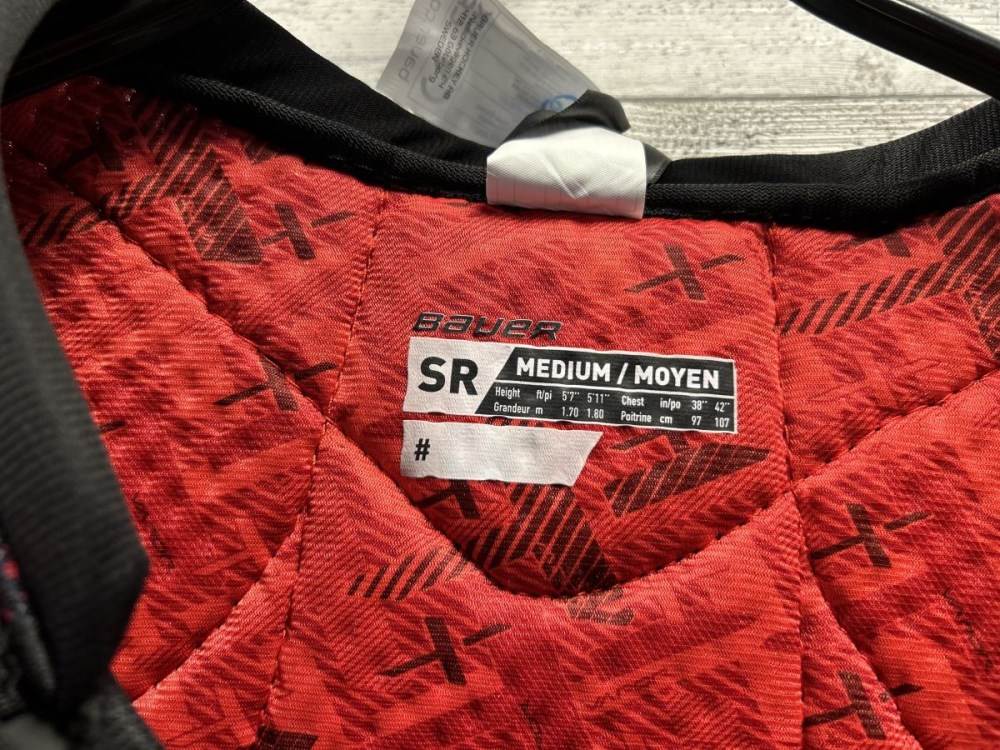 BAUER
SR MEDIUM / MOYEN
Height ft/pi 5'7" 5'11" Chest in/po 38" 42"
Grandeur m 1.70 1.80 Poitrine cm 97 107
#